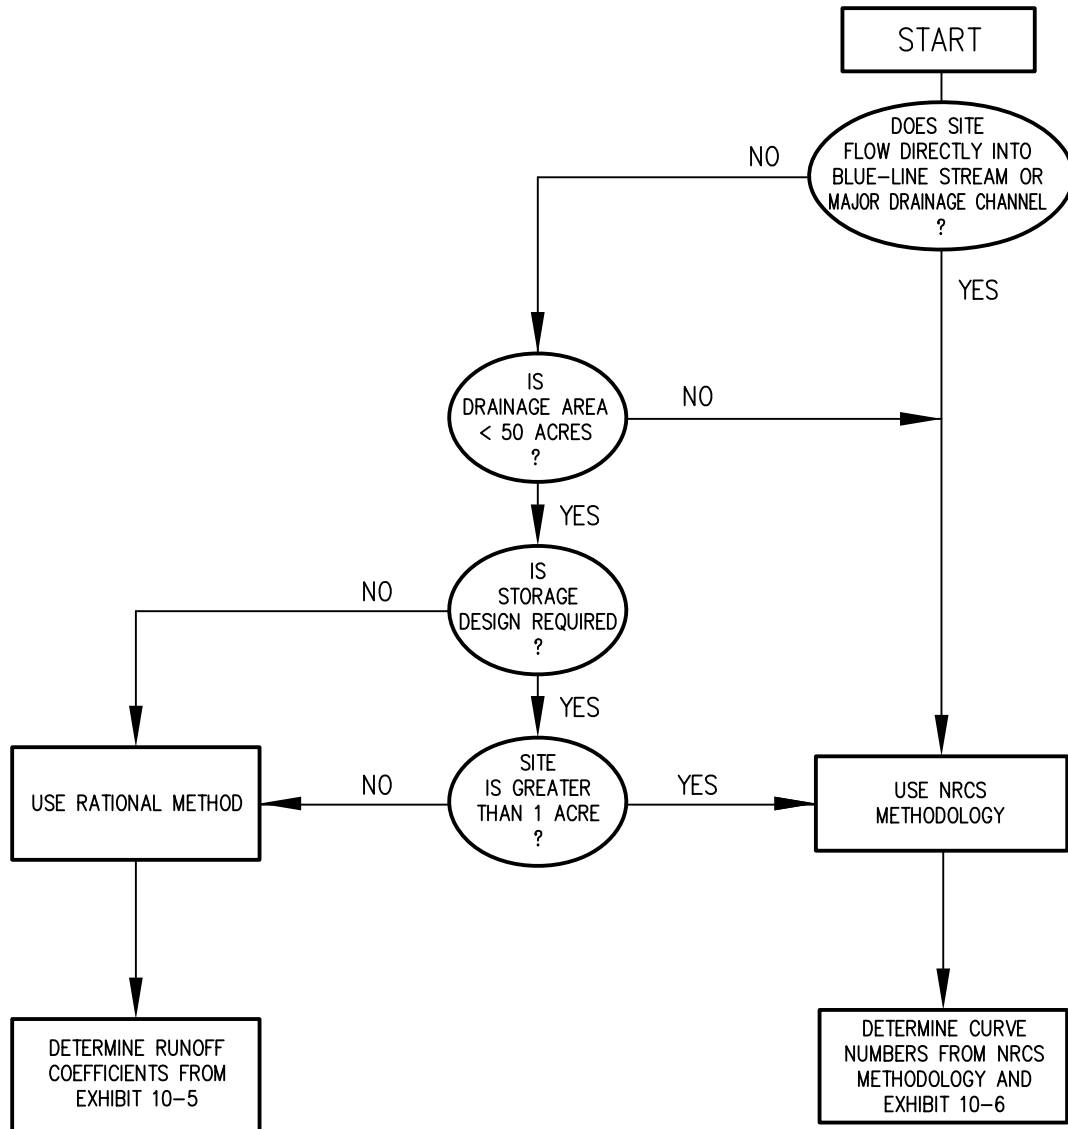 START
DOES SITE
FLOW DIRECTLY INTO
BLUE-LINE STREAM OR
MAJOR DRAINAGE CHANNEL
?
NO
YES
IS
DRAINAGE AREA
< 50 ACRES
?
NO
YES
IS
STORAGE
DESIGN REQUIRED
?
NO
YES
SITE
IS GREATER
THAN 1 ACRE
?
NO
YES
USE RATIONAL METHOD
USE NRCS
METHODOLOGY
DETERMINE RUNOFF
COEFFICIENTS FROM
EXHIBIT 10-5
DETERMINE CURVE
NUMBERS FROM NRCS
METHODOLOGY AND
EXHIBIT 10-6